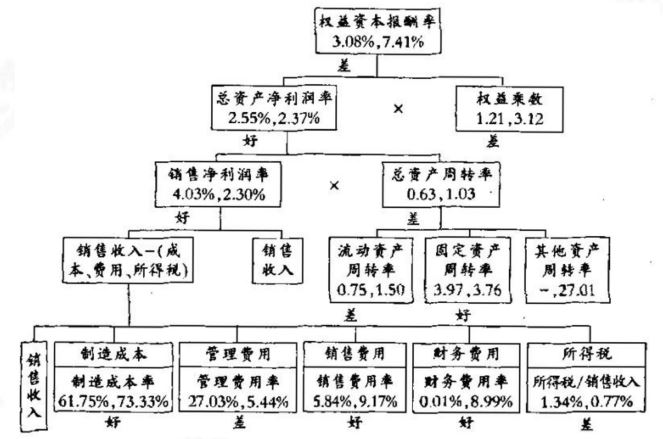 权益资本报酬率
3.08%,7.41%
差
总资产净利润率
2.55%,2.37%
好
×
权益乘数
1.21,3.12
差
销售净利润率
4.03%,2.30%
好
×
总资产周转率
0.63,1.03
差
销售收入-(成
本、费用、所得税)
销售
收入
流动资产
周转率
0.75,1.50
差
固定资产
周转率
3.97,3.76
好
其他资产
周转率
-,27.01
销售收入
制造成本
制造成本率
61.75%,73.33%
好
管理费用
管理费用率
27.03%,5.44%
差
销售费用
销售费用率
5.84%,9.17%
好
财务费用
财务费用率
0.01%,8.99%
好
所得税
所得税/销售收入
1.34%,0.77%
差